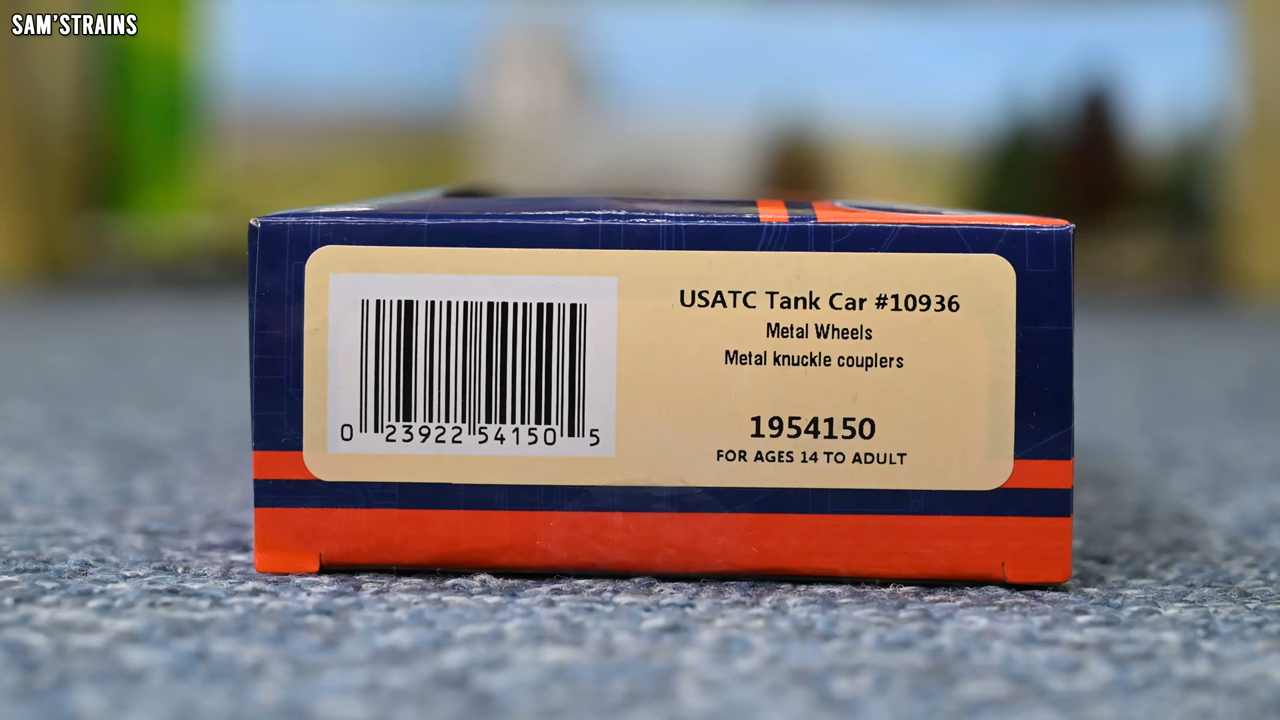 SAM'STRAINS
USATC Tank Car #10936
Metal Wheels
Metal knuckle couplers
1954150
FOR AGES 14 TO ADULT
0 23922 54150 5